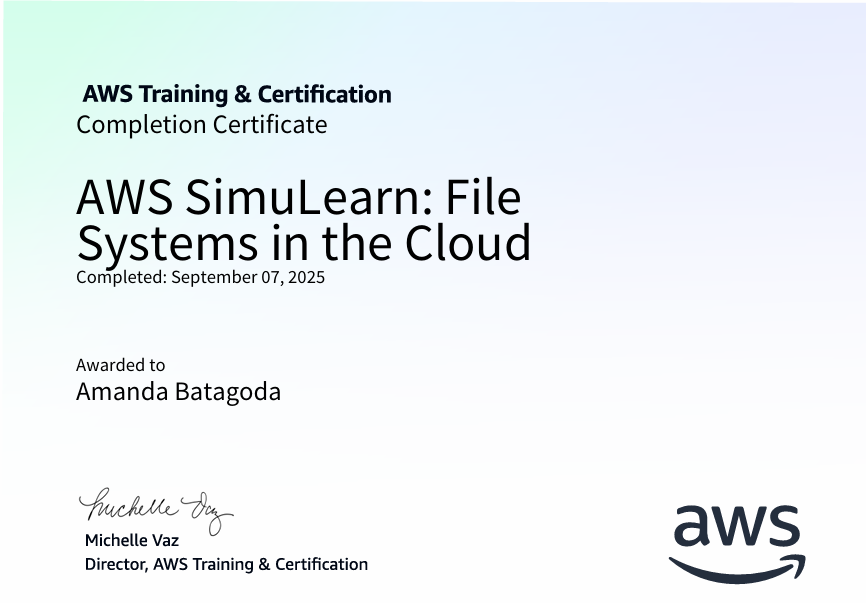 AWS Training & Certification
Completion Certificate
AWS SimuLearn: File
Systems in the Cloud
Completed: September 07, 2025
Awarded to
Amanda Batagoda
Michelle Vaz
Michelle Vaz
Director, AWS Training & Certification
aws